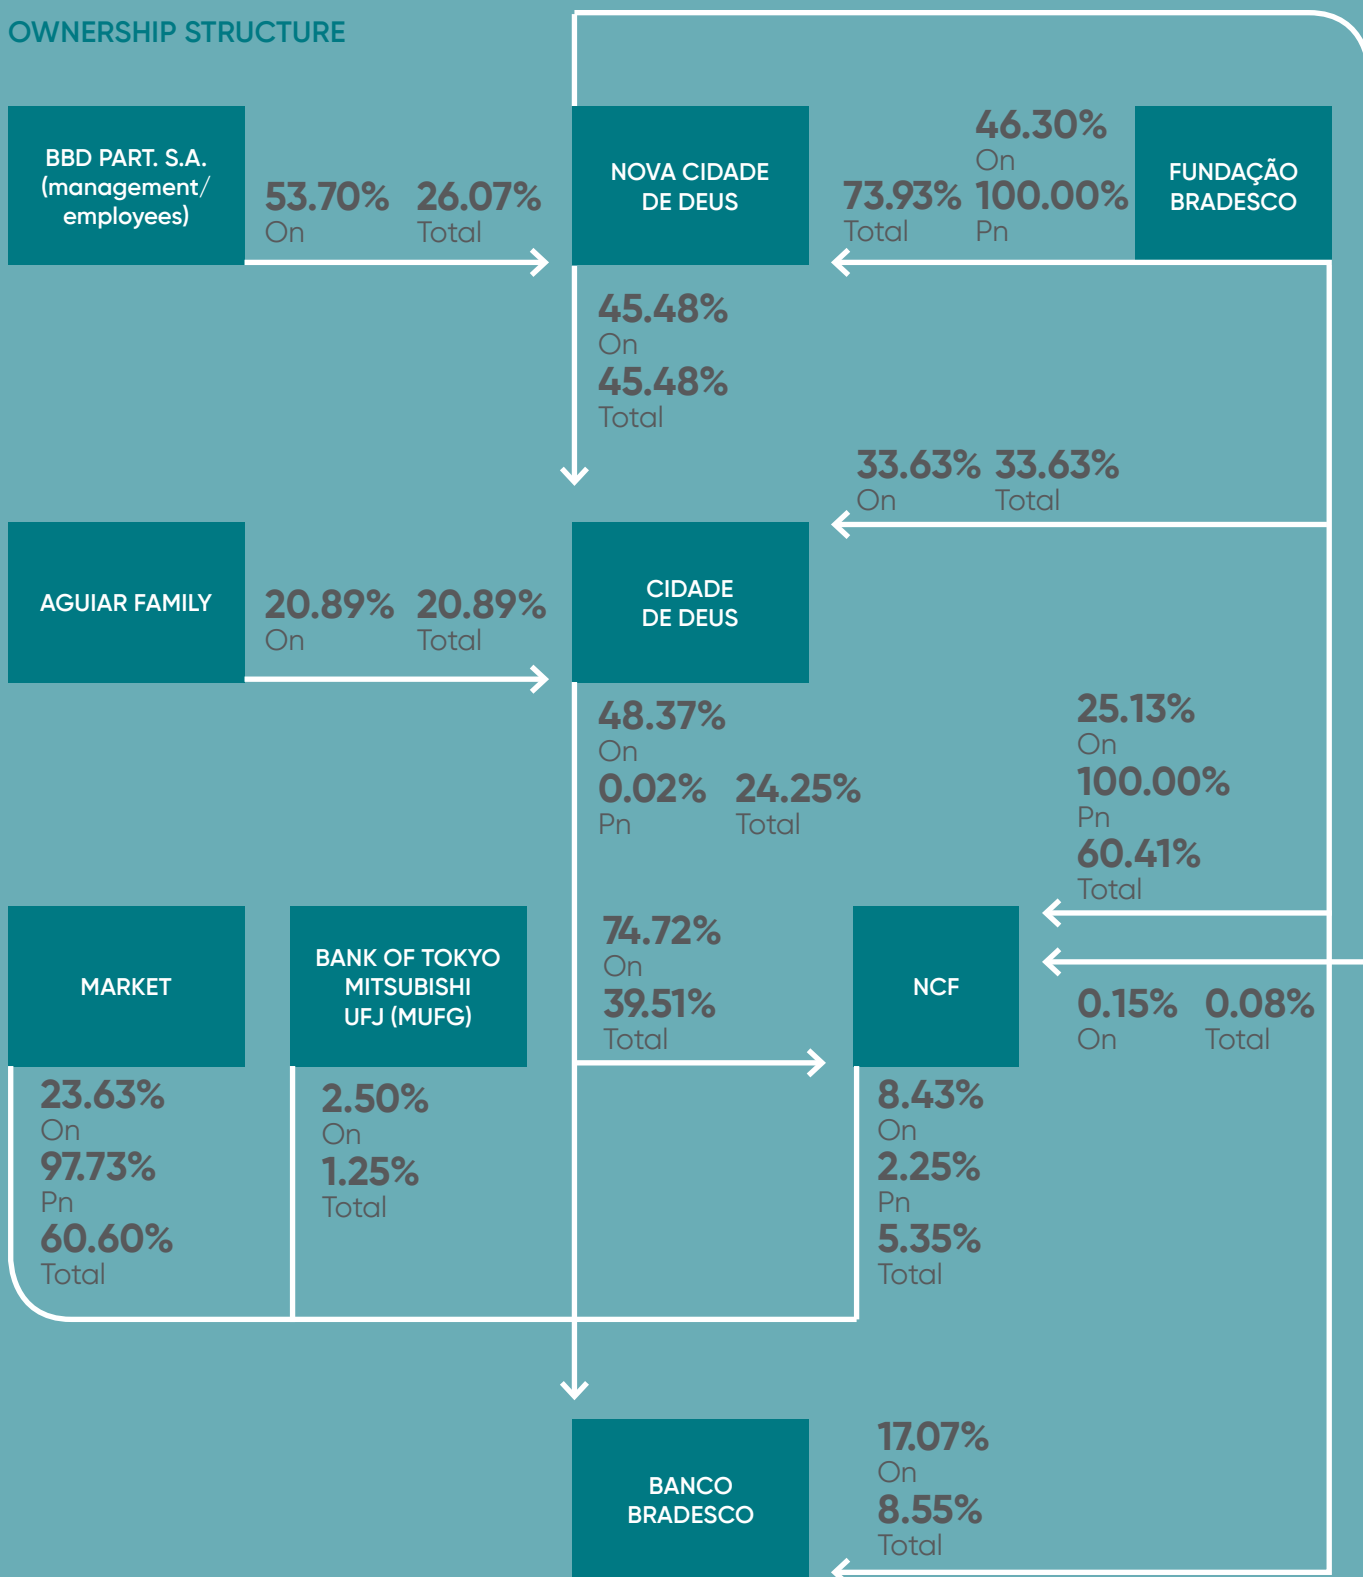 OWNERSHIP STRUCTURE
BBD PART. S.A.
(management/
employees)
53.70% 26.07%
On Total
NOVA CIDADE
DE DEUS
46.30%
On
73.93% 100.00%
Total Pn
FUNDAÇÃO
BRADESCO
45.48%
On
45.48%
Total
33.63% 33.63%
On Total
AGUIAR FAMILY
20.89% 20.89%
On Total
CIDADE
DE DEUS
48.37%
On
0.02% 24.25%
Pn Total
25.13%
On
100.00%
Pn
60.41%
Total
MARKET
BANK OF TOKYO
MITSUBISHI
UFJ (MUFG)
74.72%
On
39.51%
Total
NCF
0.15% 0.08%
On Total
23.63%
On
97.73%
Pn
60.60%
Total
2.50%
On
1.25%
Total
8.43%
On
2.25%
Pn
5.35%
Total
BANCO
BRADESCO
17.07%
On
8.55%
Total